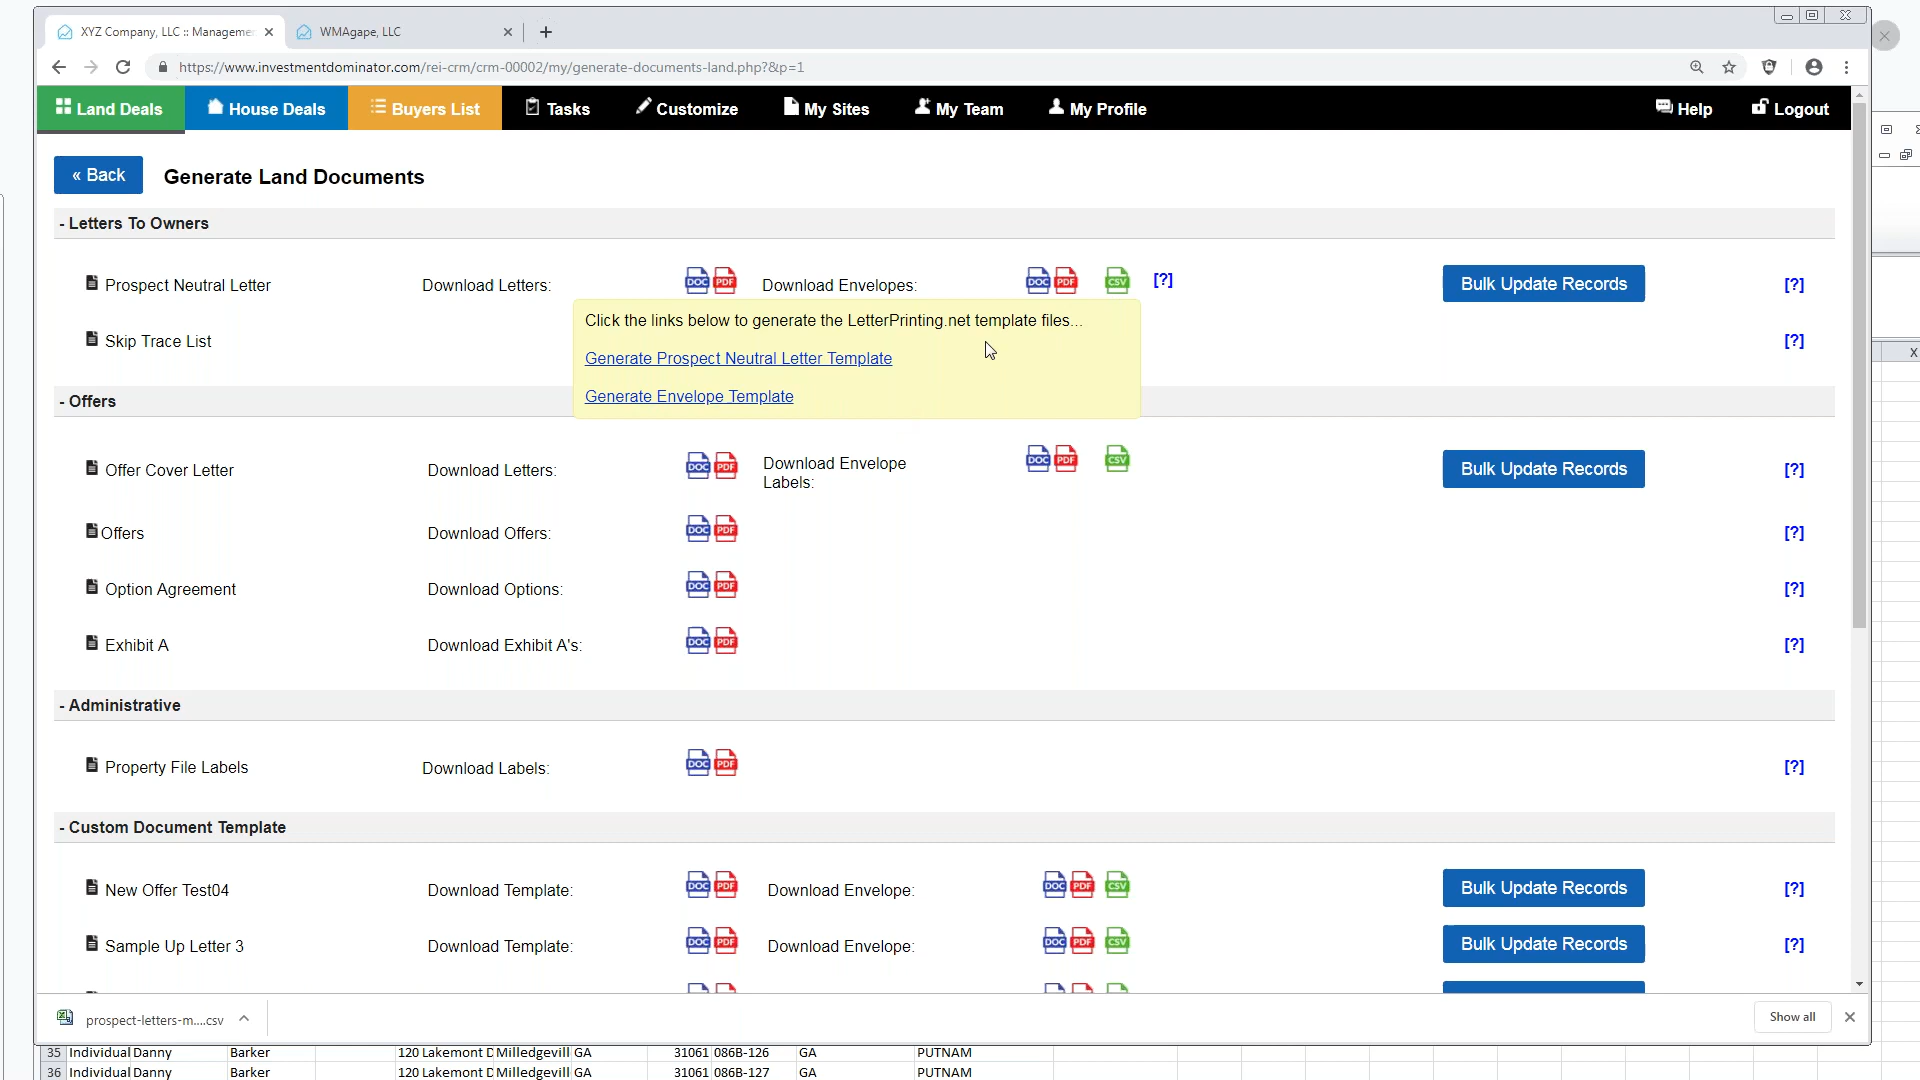 XYZ Company, LLC :: Manageme
WMAgape, LLC
https://www.investmentdominator.com/rei-crm/crm-00002/my/generate-documents-land.php?&p=1
Land Deals House Deals Buyers List Tasks Customize My Sites My Team My Profile Help Logout
« Back Generate Land Documents
- Letters To Owners
Prospect Neutral Letter Download Letters: DOC PDF Download Envelopes: DOC PDF CSV [?] Bulk Update Records [?]
Click the links below to generate the LetterPrinting.net template files...
Skip Trace List [?]
Generate Prospect Neutral Letter Template
Generate Envelope Template
- Offers
Offer Cover Letter Download Letters: DOC PDF Download Envelope Labels: DOC PDF CSV Bulk Update Records [?]
Offers Download Offers: DOC PDF [?]
Option Agreement Download Options: DOC PDF [?]
Exhibit A Download Exhibit A's: DOC PDF [?]
- Administrative
Property File Labels Download Labels: DOC PDF [?]
- Custom Document Template
New Offer Test04 Download Template: DOC PDF Download Envelope: DOC PDF CSV Bulk Update Records [?]
Sample Up Letter 3 Download Template: DOC PDF Download Envelope: DOC PDF CSV Bulk Update Records [?]
prospect-letters-m....csv Show all
X
35 Individual Danny Barker 120 Lakemont D Milledgevill GA 31061 086B-126 GA PUTNAM
36 Individual Danny Barker 120 Lakemont D Milledgevill GA 31061 086B-127 GA PUTNAM